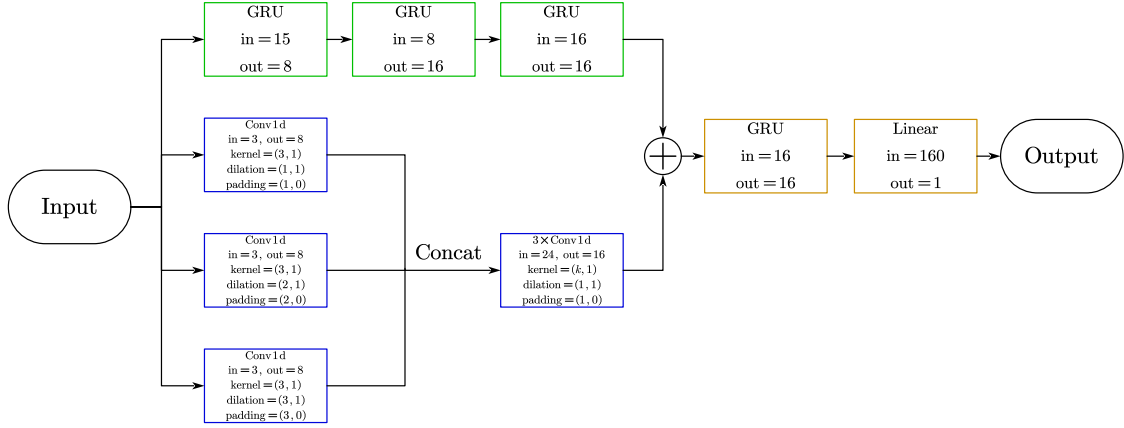 Input
GRU
in = 15
out = 8
GRU
in = 8
out = 16
GRU
in = 16
out = 16
Conv1d
in = 3, out = 8
kernel = (3, 1)
dilation = (1, 1)
padding = (1, 0)
Conv1d
in = 3, out = 8
kernel = (3, 1)
dilation = (2, 1)
padding = (2, 0)
Conv1d
in = 3, out = 8
kernel = (3, 1)
dilation = (3, 1)
padding = (3, 0)
Concat
3×Conv1d
in = 24, out = 16
kernel = (k, 1)
dilation = (1, 1)
padding = (1, 0)
+
GRU
in = 16
out = 16
Linear
in = 160
out = 1
Output